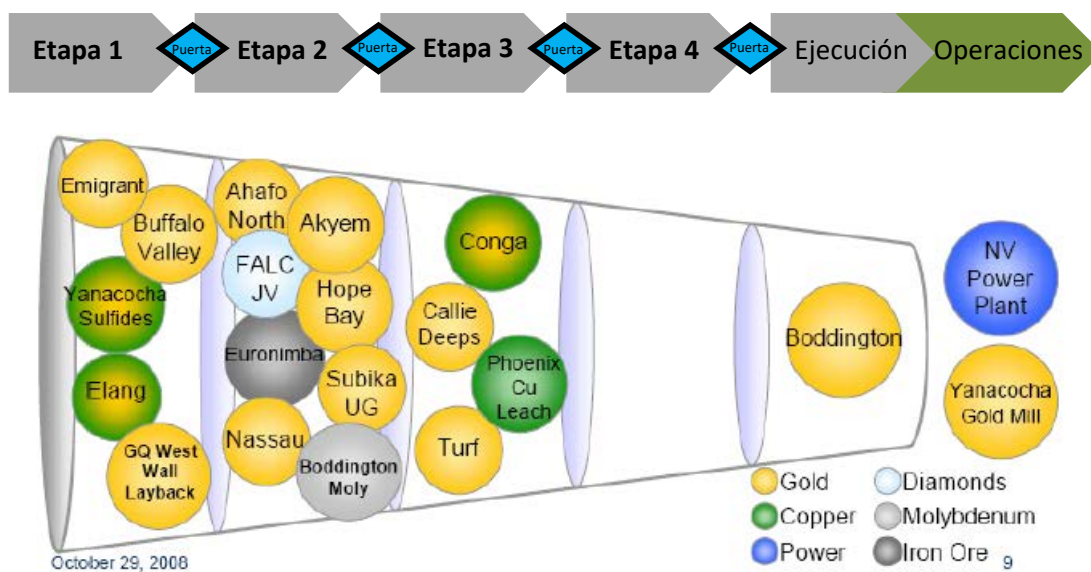 Etapa 1
Puerta
Etapa 2
Puerta
Etapa 3
Puerta
Etapa 4
Puerta
Ejecución
Operaciones
Emigrant
Buffalo
Valley
Yanacocha
Sulfides
Elang
GQ West
Wall
Layback
Ahafo
North
Akyem
FALC
JV
Hope
Bay
Euronimba
Subika
UG
Nassau
Boddington
Moly
Conga
Callie
Deeps
Phoenix
Cu
Leach
Turf
Boddington
NV
Power
Plant
Yanacocha
Gold Mill
Gold
Diamonds
Copper
Molybdenum
Power
Iron Ore
October 29, 2008
9